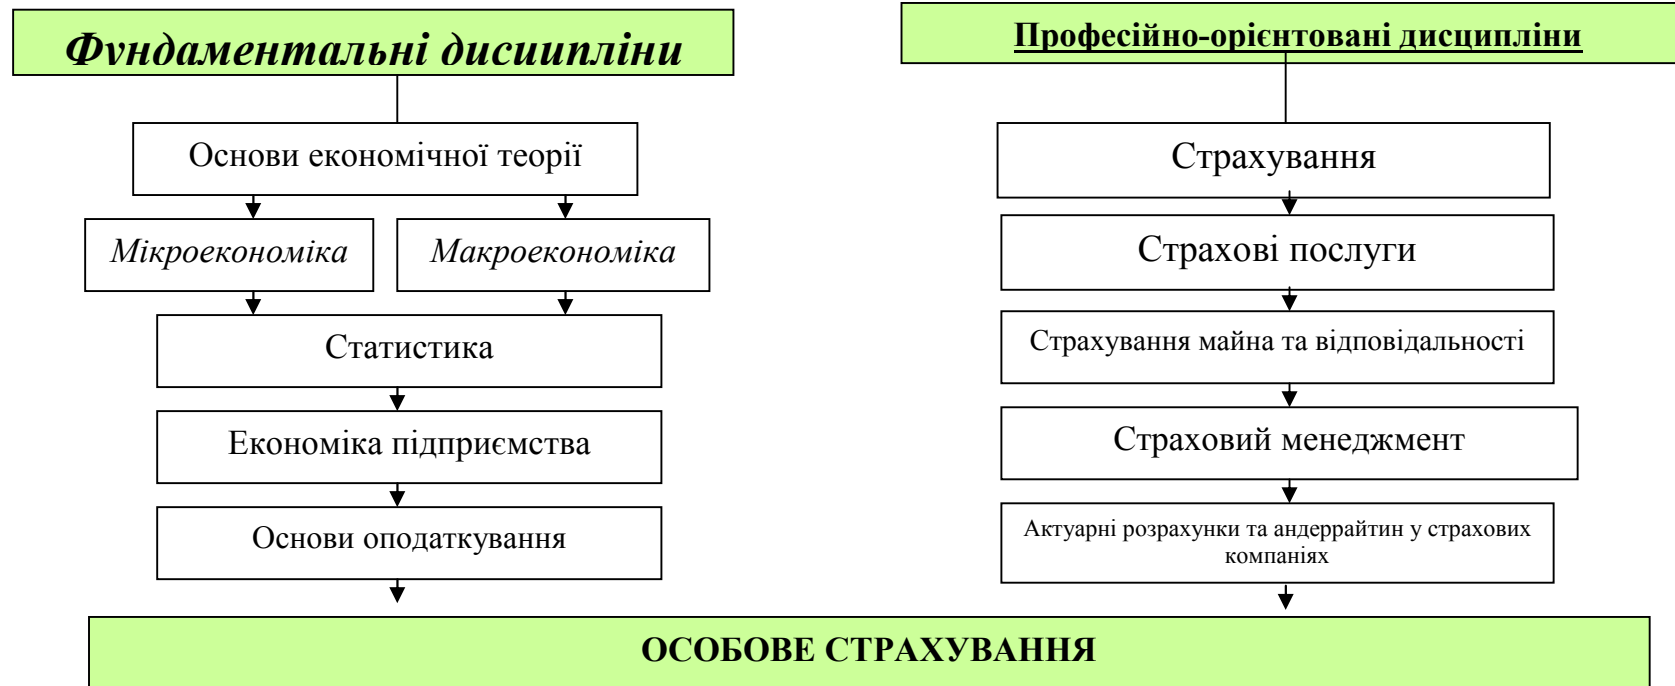 Фундаментальні дисципліни
Основи економічної теорії
Мікроекономіка
Макроекономіка
Статистика
Економіка підприємства
Основи оподаткування
Професійно-орієнтовані дисципліни
Страхування
Страхові послуги
Страхування майна та відповідальності
Страховий менеджмент
Актуарні розрахунки та андеррайтин у страхових
компаніях
ОСОБОВЕ СТРАХУВАННЯ